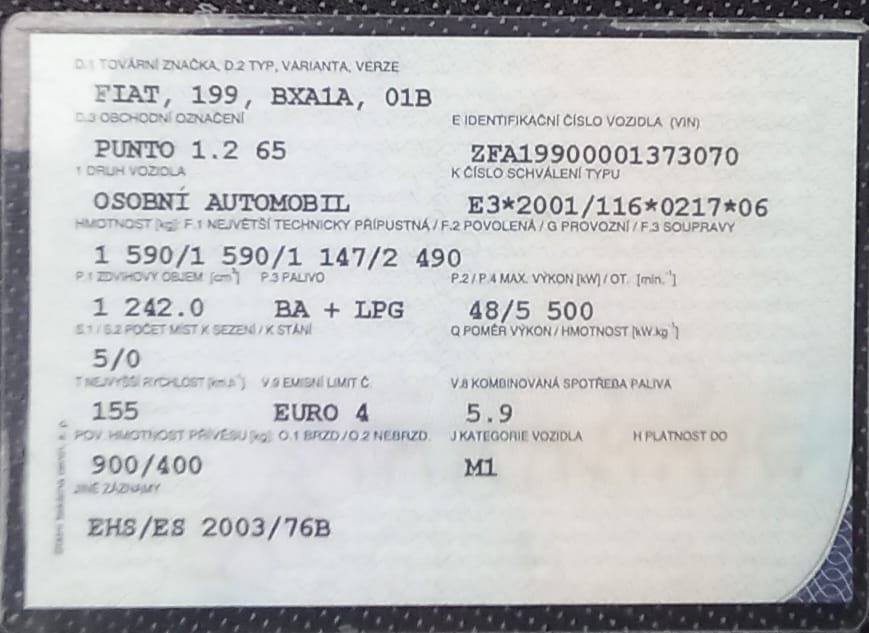 D.1 TOVÁRNÍ ZNAČKA, D.2 TYP, VARIANTA, VERZE
FIAT, 199, BXA1A, 01B
D.3 OBCHODNÍ OZNAČENÍ E IDENTIFIKAČNÍ ČÍSLO VOZIDLA (VIN)
PUNTO 1.2 65 ZFA19900001373070
1 DRUH VOZIDLA K ČÍSLO SCHVÁLENÍ TYPU
OSOBNÍ AUTOMOBIL E3*2001/116*0217*06
HMOTNOST [kg]: F.1 NEJVĚTŠÍ TECHNICKY PŘÍPUSTNÁ / F.2 POVOLENÁ / G PROVOZNÍ / F.3 SOUPRAVY
1 590/1 590/1 147/2 490
P.1 ZDVIHOVÝ OBJEM [cm³] P.3 PALIVO P.2 / P.4 MAX. VÝKON [kW] / OT. [min.⁻¹]
1 242.0 BA + LPG 48/5 500
S.1 / S.2 POČET MÍST K SEZENÍ / K STÁNÍ Q POMĚR VÝKON / HMOTNOST [kW.kg⁻¹]
5/0
T NEJVYŠŠÍ RYCHLOST [km.h⁻¹] V.9 EMISNÍ LIMIT Č. V.8 KOMBINOVANÁ SPOTŘEBA PALIVA
155 EURO 4 5.9
POV. HMOTNOST PŘÍVĚSU [kg] O.1 BRZD. / O.2 NEBRZD. J KATEGORIE VOZIDLA H PLATNOST DO
900/400 M1
JINÉ ZÁZNAMY
EHS/ES 2003/76B